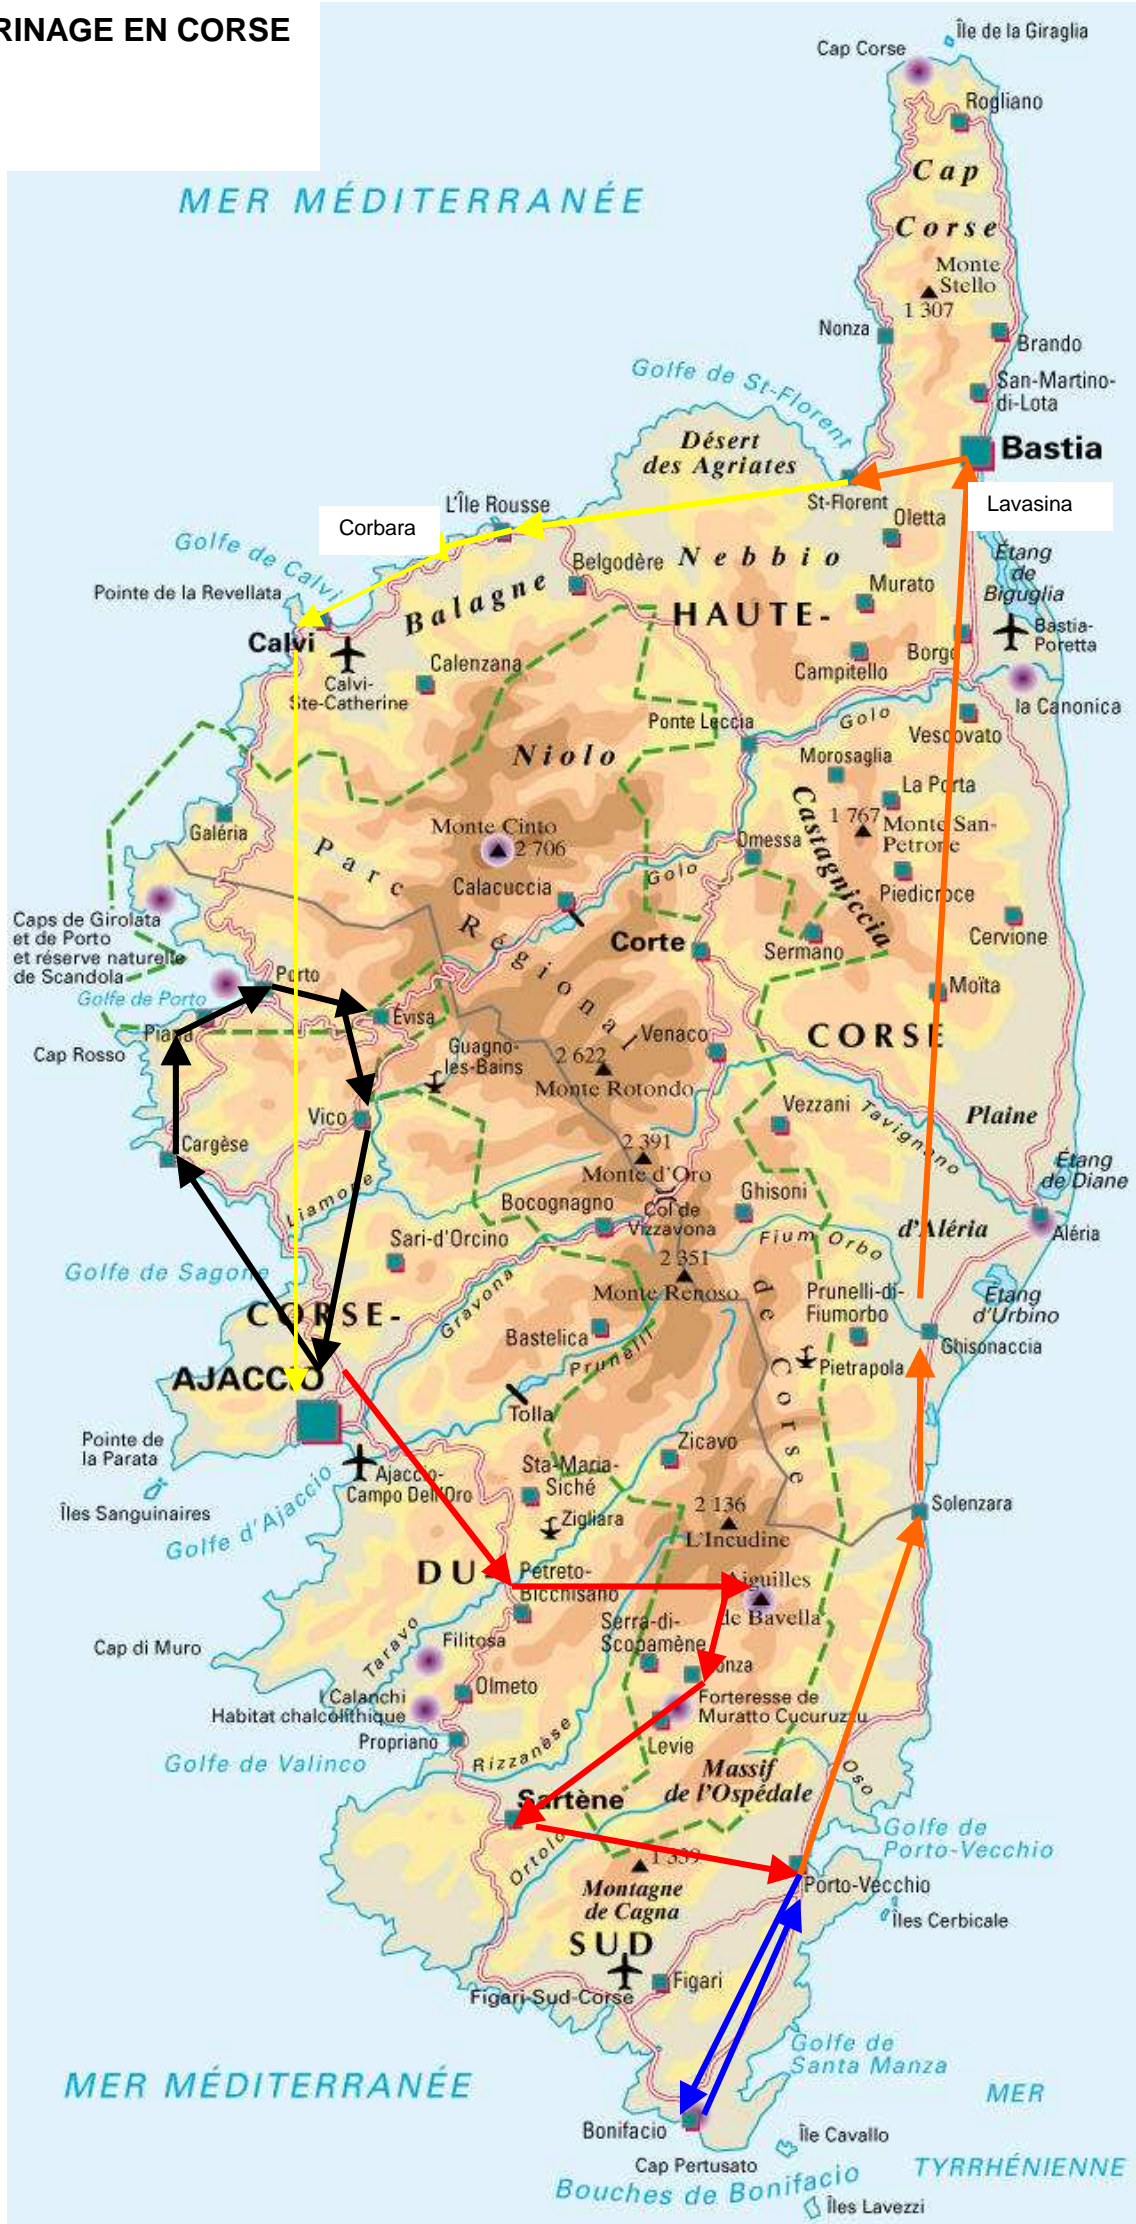 RINAGE EN CORSE
Île de la Giraglia
Cap Corse
Rogliano
Cap
Corse
MER MÉDITERRANÉE
Monte
Stello
1 307
Nonza
Brando
Golfe de St-Florent
San-Martino-
di-Lota
Désert
des Agriates
Bastia
L'Île Rousse
St-Florent
Lavasina
Corbara
Oletta
Golfe de Calvi
Belgodère
Nebbio
Étang
de
Biguglia
Pointe de la Revellata
Balagne
Murato
HAUTE-
Bastia-
Poretta
Calvi
Calenzana
Campitello
Borgo
Calvi-
Ste-Catherine
la Canonica
Ponte Leccia
Golo
Vescovato
Niolo
Morosaglia
La Porta
Castagniccia
1 767
Monte San-
Petrone
Galéria
Monte Cinto
2 706
Omessa
Parc Régional de Corse
Calacuccia
Golo
Piedicroce
Caps de Girolata
et de Porto
et réserve naturelle
de Scandola
Corte
Sermano
Cervione
Porto
Golfe de Porto
Moïta
Piana
Évisa
Cap Rosso
Guagno-
les-Bains
Venaco
CORSE
2 622
Monte Rotondo
Vico
Vezzani
Tavignano
Plaine
Cargèse
2 391
Monte d'Oro
Étang
de Diane
Liamone
Bocognagno
Col de
Vizzavona
Ghisoni
d'Aléria
Aléria
Sari-d'Orcino
Fium Orbo
Golfe de Sagone
2 351
Monte Renoso
Prunelli-di-
Fiumorbo
Étang
d'Urbino
CORSE-
Gravona
Bastelica
Prunelli
Ghisonaccia
Pietrapola
AJACCIO
Tolla
Pointe de
la Parata
Zicavo
Ajaccio-
Campo Dell'Oro
Sta-Maria-
Siché
Îles Sanguinaires
Golfe d'Ajaccio
Zigliara
2 136
L'Incudine
Solenzara
DU-
Petreto-
Bicchisano
Aiguilles
de Bavella
Taravo
Filitosa
Serra-di-
Scopamène
Cap di Muro
onza
Olmeto
I Calanchi
Habitat chalcolithique
Forteresse de
Muratto Cucuruzzu
Propriano
Golfe de Valinco
Rizzanèse
Levie
Massif
de l'Ospédale
Oso
Sartène
Golfe de
Porto-Vecchio
Ortolo
1 339
Porto-Vecchio
Montagne
de Cagna
Îles Cerbicale
SUD
Figari
Figari-Sud-Corse
Golfe de
Santa Manza
MER MÉDITERRANÉE
MER
TYRRHÉNIENNE
Bonifacio
Île Cavallo
Cap Pertusato
Bouches de Bonifacio
Îles Lavezzi